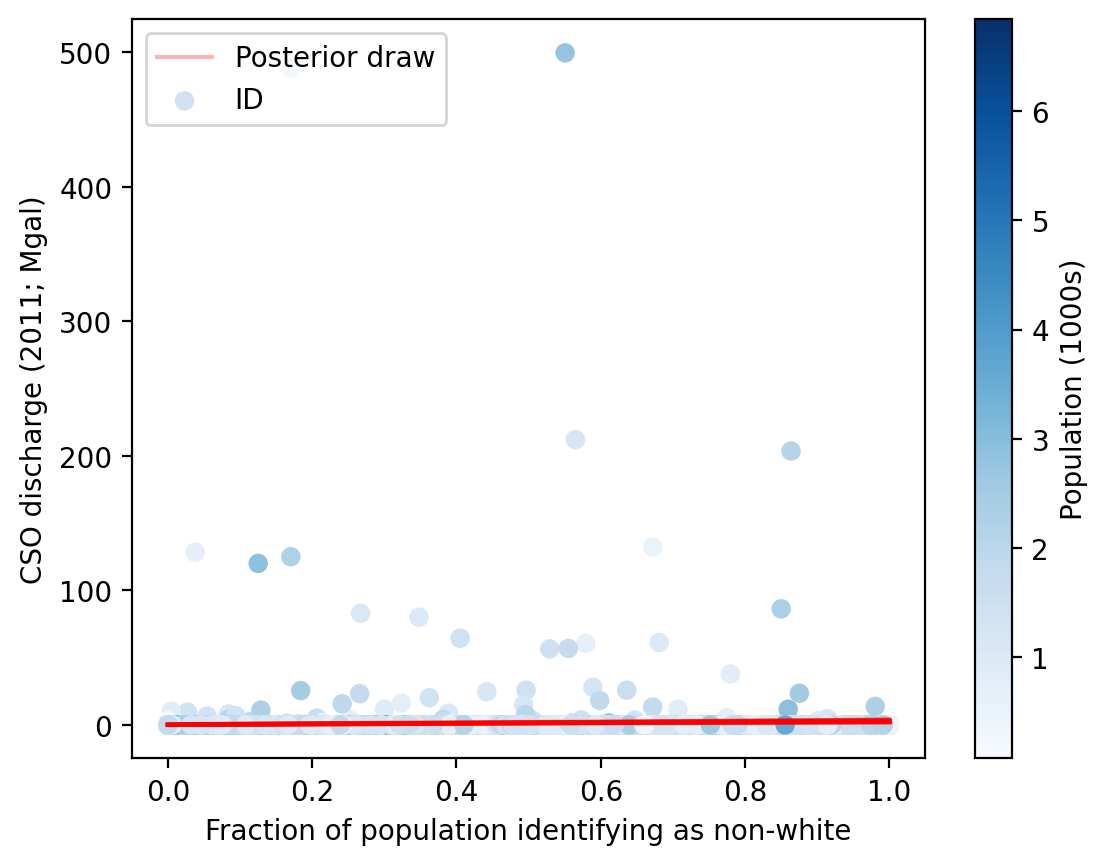 Posterior draw
ID
500
400
300
200
100
0
CSO discharge (2011; Mgal)
0.0 0.2 0.4 0.6 0.8 1.0
Fraction of population identifying as non-white
6
5
4
3
2
1
Population (1000s)